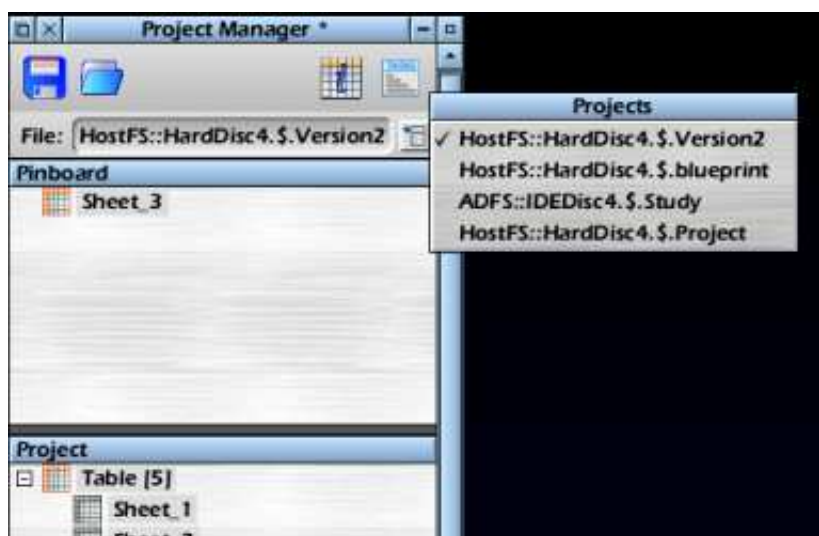 Project Manager *
File: HostFS::HardDisc4.$.Version2
Projects
✓ HostFS::HardDisc4.$.Version2
HostFS::HardDisc4.$.blueprint
ADFS::IDEDisc4.$.Study
HostFS::HardDisc4.$.Project
Pinboard
Sheet_3
Project
Table [5]
Sheet_1